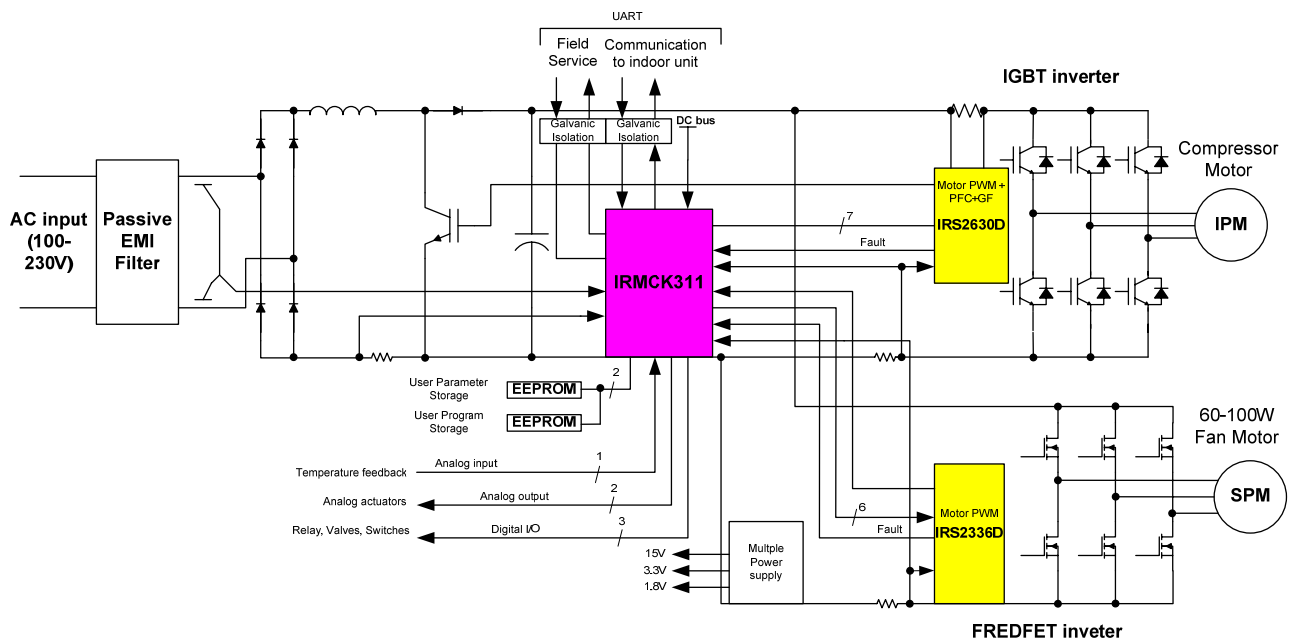 UART
Field
Service
Communication
to indoor unit
IGBT inverter
Galvanic
Isolation
Galvanic
Isolation
DC bus
AC input
(100-
230V)
Passive
EMI
Filter
Motor PWM +
PFC+GF
IRS2630D
Compressor
Motor
IPM
7
Fault
IRMCK311
User Parameter
Storage
EEPROM
2
User Program
Storage
EEPROM
60-100W
Fan Motor
SPM
Temperature feedback
Analog input
1
Analog actuators
Analog output
2
Relay, Valves, Switches
Digital I/O
3
6
Fault
Motor PWM
IRS2336D
15V
3.3V
1.8V
Multple
Power
supply
FREDFET inveter